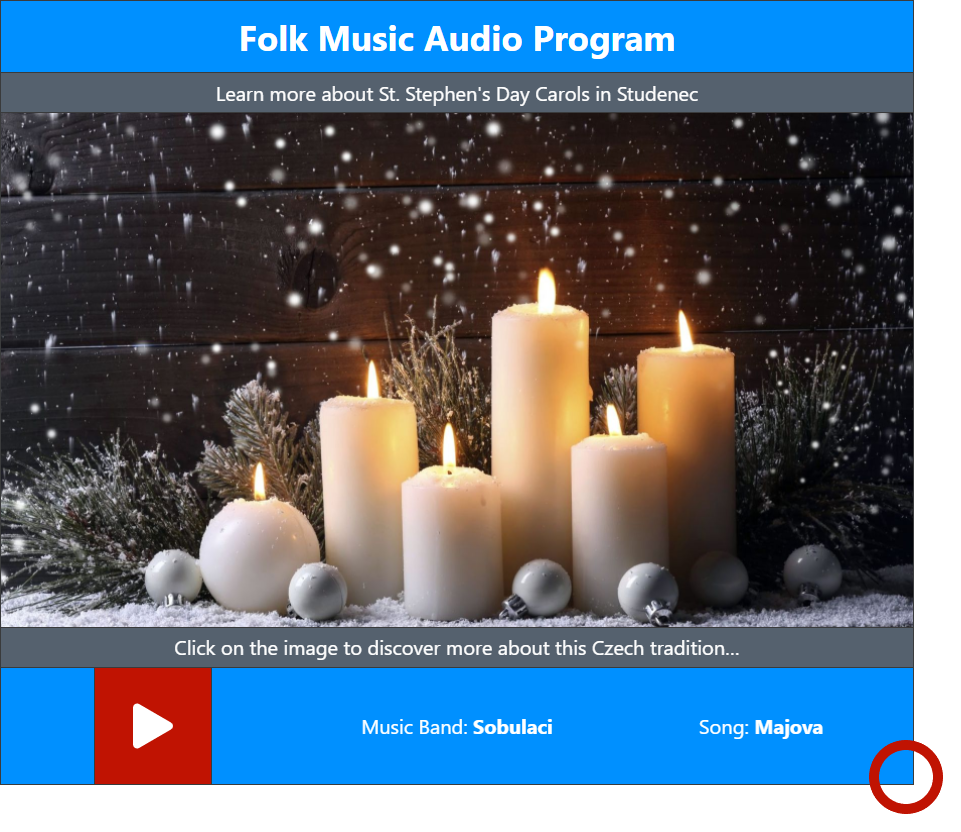 Folk Music Audio Program
Learn more about St. Stephen's Day Carols in Studenec
Click on the image to discover more about this Czech tradition...
Music Band: Sobulaci
Song: Majova